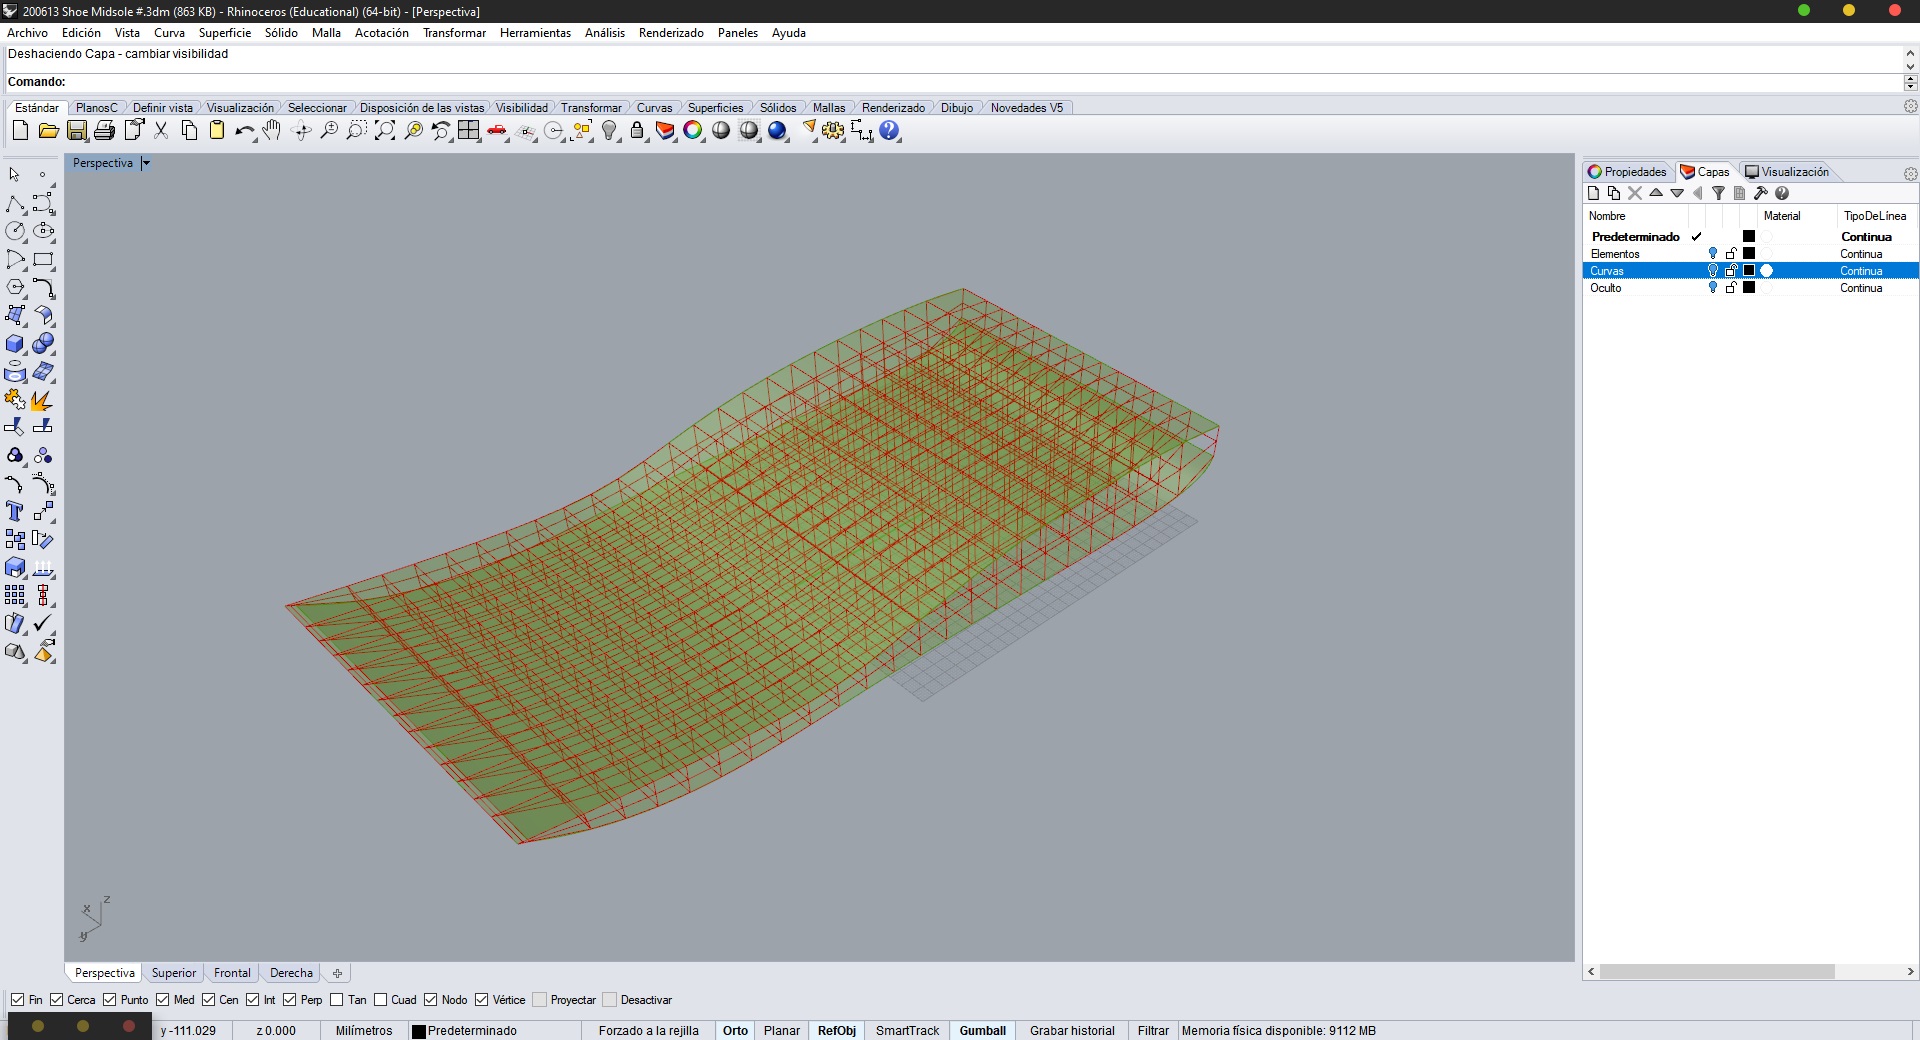 200613 Shoe Midsole #.3dm (863 KB) - Rhinoceros (Educational) (64-bit) - [Perspectiva]
Archivo Edición Vista Curva Superficie Sólido Malla Acotación Transformar Herramientas Análisis Renderizado Paneles Ayuda
Deshaciendo Capa - cambiar visibilidad
Comando:
Estándar PlanosC Definir vista Visualización Seleccionar Disposición de las vistas Visibilidad Transformar Curvas Superficies Sólidos Mallas Renderizado Dibujo Novedades V5
Perspectiva
Propiedades Capas Visualización
Nombre Material TipoDeLínea
Predeterminado Continua
Elementos Continua
Curvas Continua
Oculto Continua
z
x
y
Perspectiva Superior Frontal Derecha
Fin Cerca Punto Med Cen Int Perp Tan Cuad Nodo Vértice Proyectar Desactivar
y -111.029 z 0.000 Milímetros Predeterminado Forzado a la rejilla Orto Planar RefObj SmartTrack Gumball Grabar historial Filtrar Memoria física disponible: 9112 MB